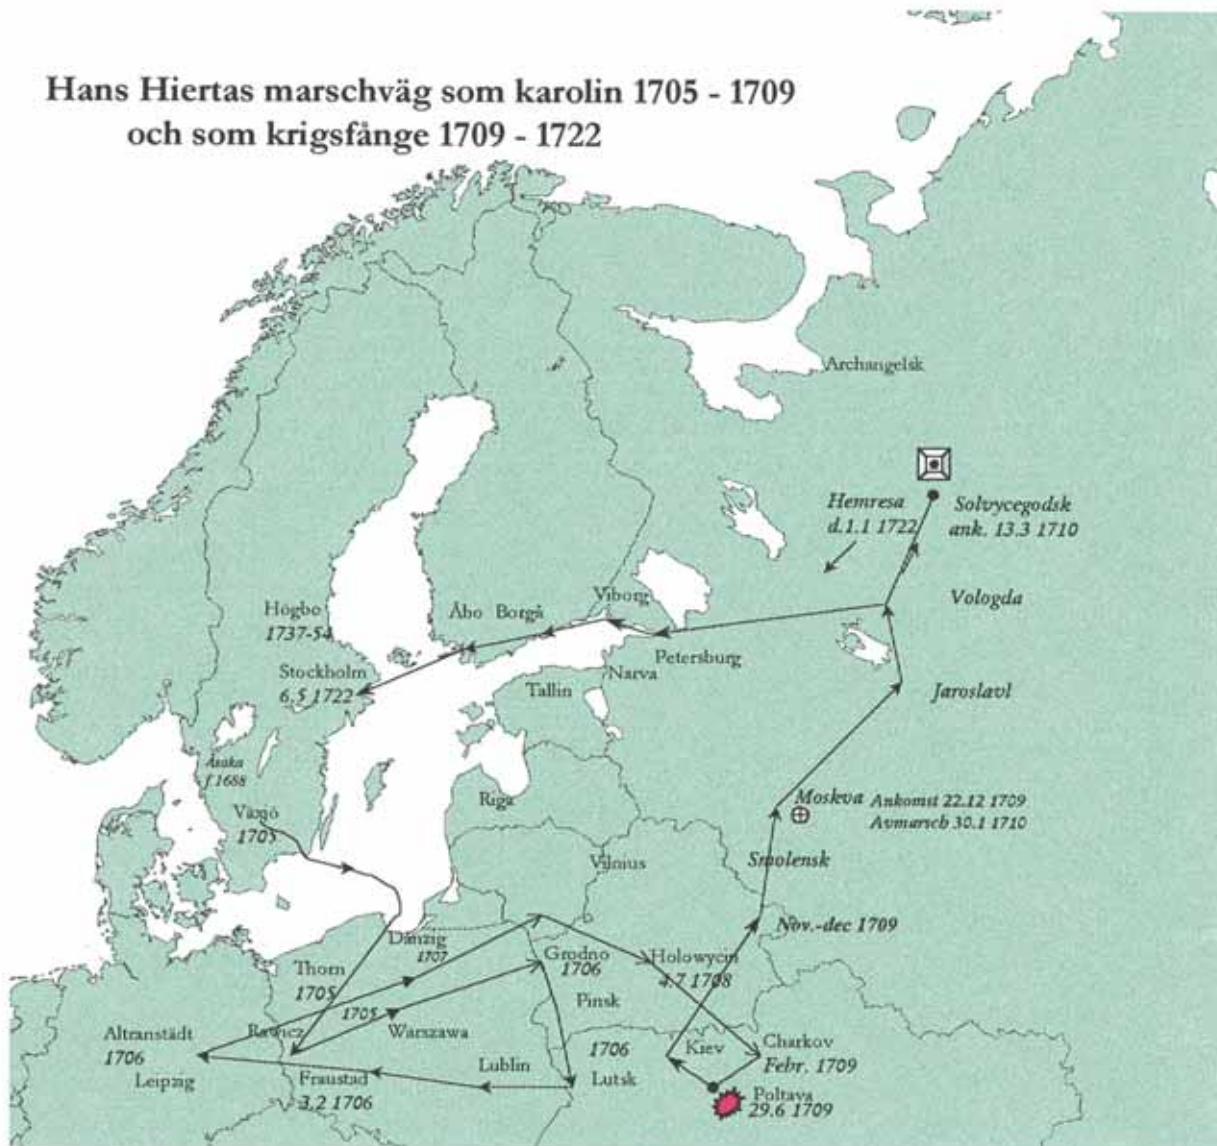 Hans Hiertas marschväg som karolin 1705 - 1709
och som krigsfånge 1709 - 1722
Archangelsk
Hemresa
d.1.1 1722
Solvycegodsk
ank. 13.3 1710
Vologda
Viborg
Högbo
1737-54
Åbo
Borgå
Petersburg
Stockholm
6.5 1722
Narva
Tallin
Jaroslavl
Åsaka
f 1688
Riga
Moskva
Ankomst 22.12 1709
Avmarsch 30.1 1710
Växjö
1705
Vilnius
Smolensk
Nov.-dec 1709
Danzig
1707
Thorn
1705
Grodno
1706
Holowycin
4.7 1708
Pinsk
1705
Altranstädt
1706
Rawicz
Warszawa
Leipzig
Fraustad
3.2 1706
Lublin
1706
Lutsk
Kiev
Charkov
Febr. 1709
Poltava
29.6 1709